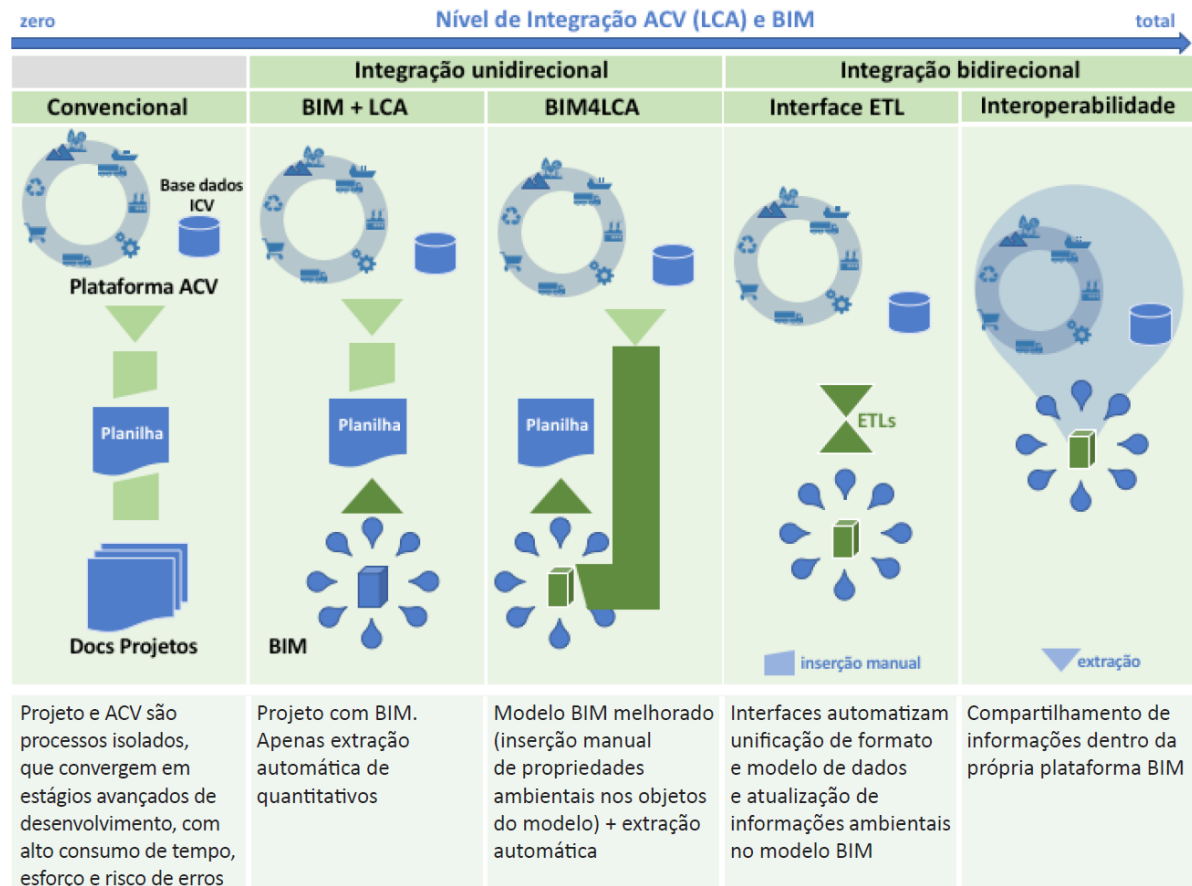 zero
Nível de Integração ACV (LCA) e BIM
total
Integração unidirecional
Integração bidirecional
Convencional
BIM + LCA
BIM4LCA
Interface ETL
Interoperabilidade
Base dados
ICV
Plataforma ACV
Planilha
Planilha
Planilha
ETLs
Docs Projetos
BIM
inserção manual
extração
Projeto e ACV são
processos isolados,
que convergem em
estágios avançados de
desenvolvimento, com
alto consumo de tempo,
esforço e risco de erros
Projeto com BIM.
Apenas extração
automática de
quantitativos
Modelo BIM melhorado
(inserção manual
de propriedades
ambientais nos objetos
do modelo) + extração
automática
Interfaces automatizam
unificação de formato
e modelo de dados
e atualização de
informações ambientais
no modelo BIM
Compartilhamento de
informações dentro da
própria plataforma BIM